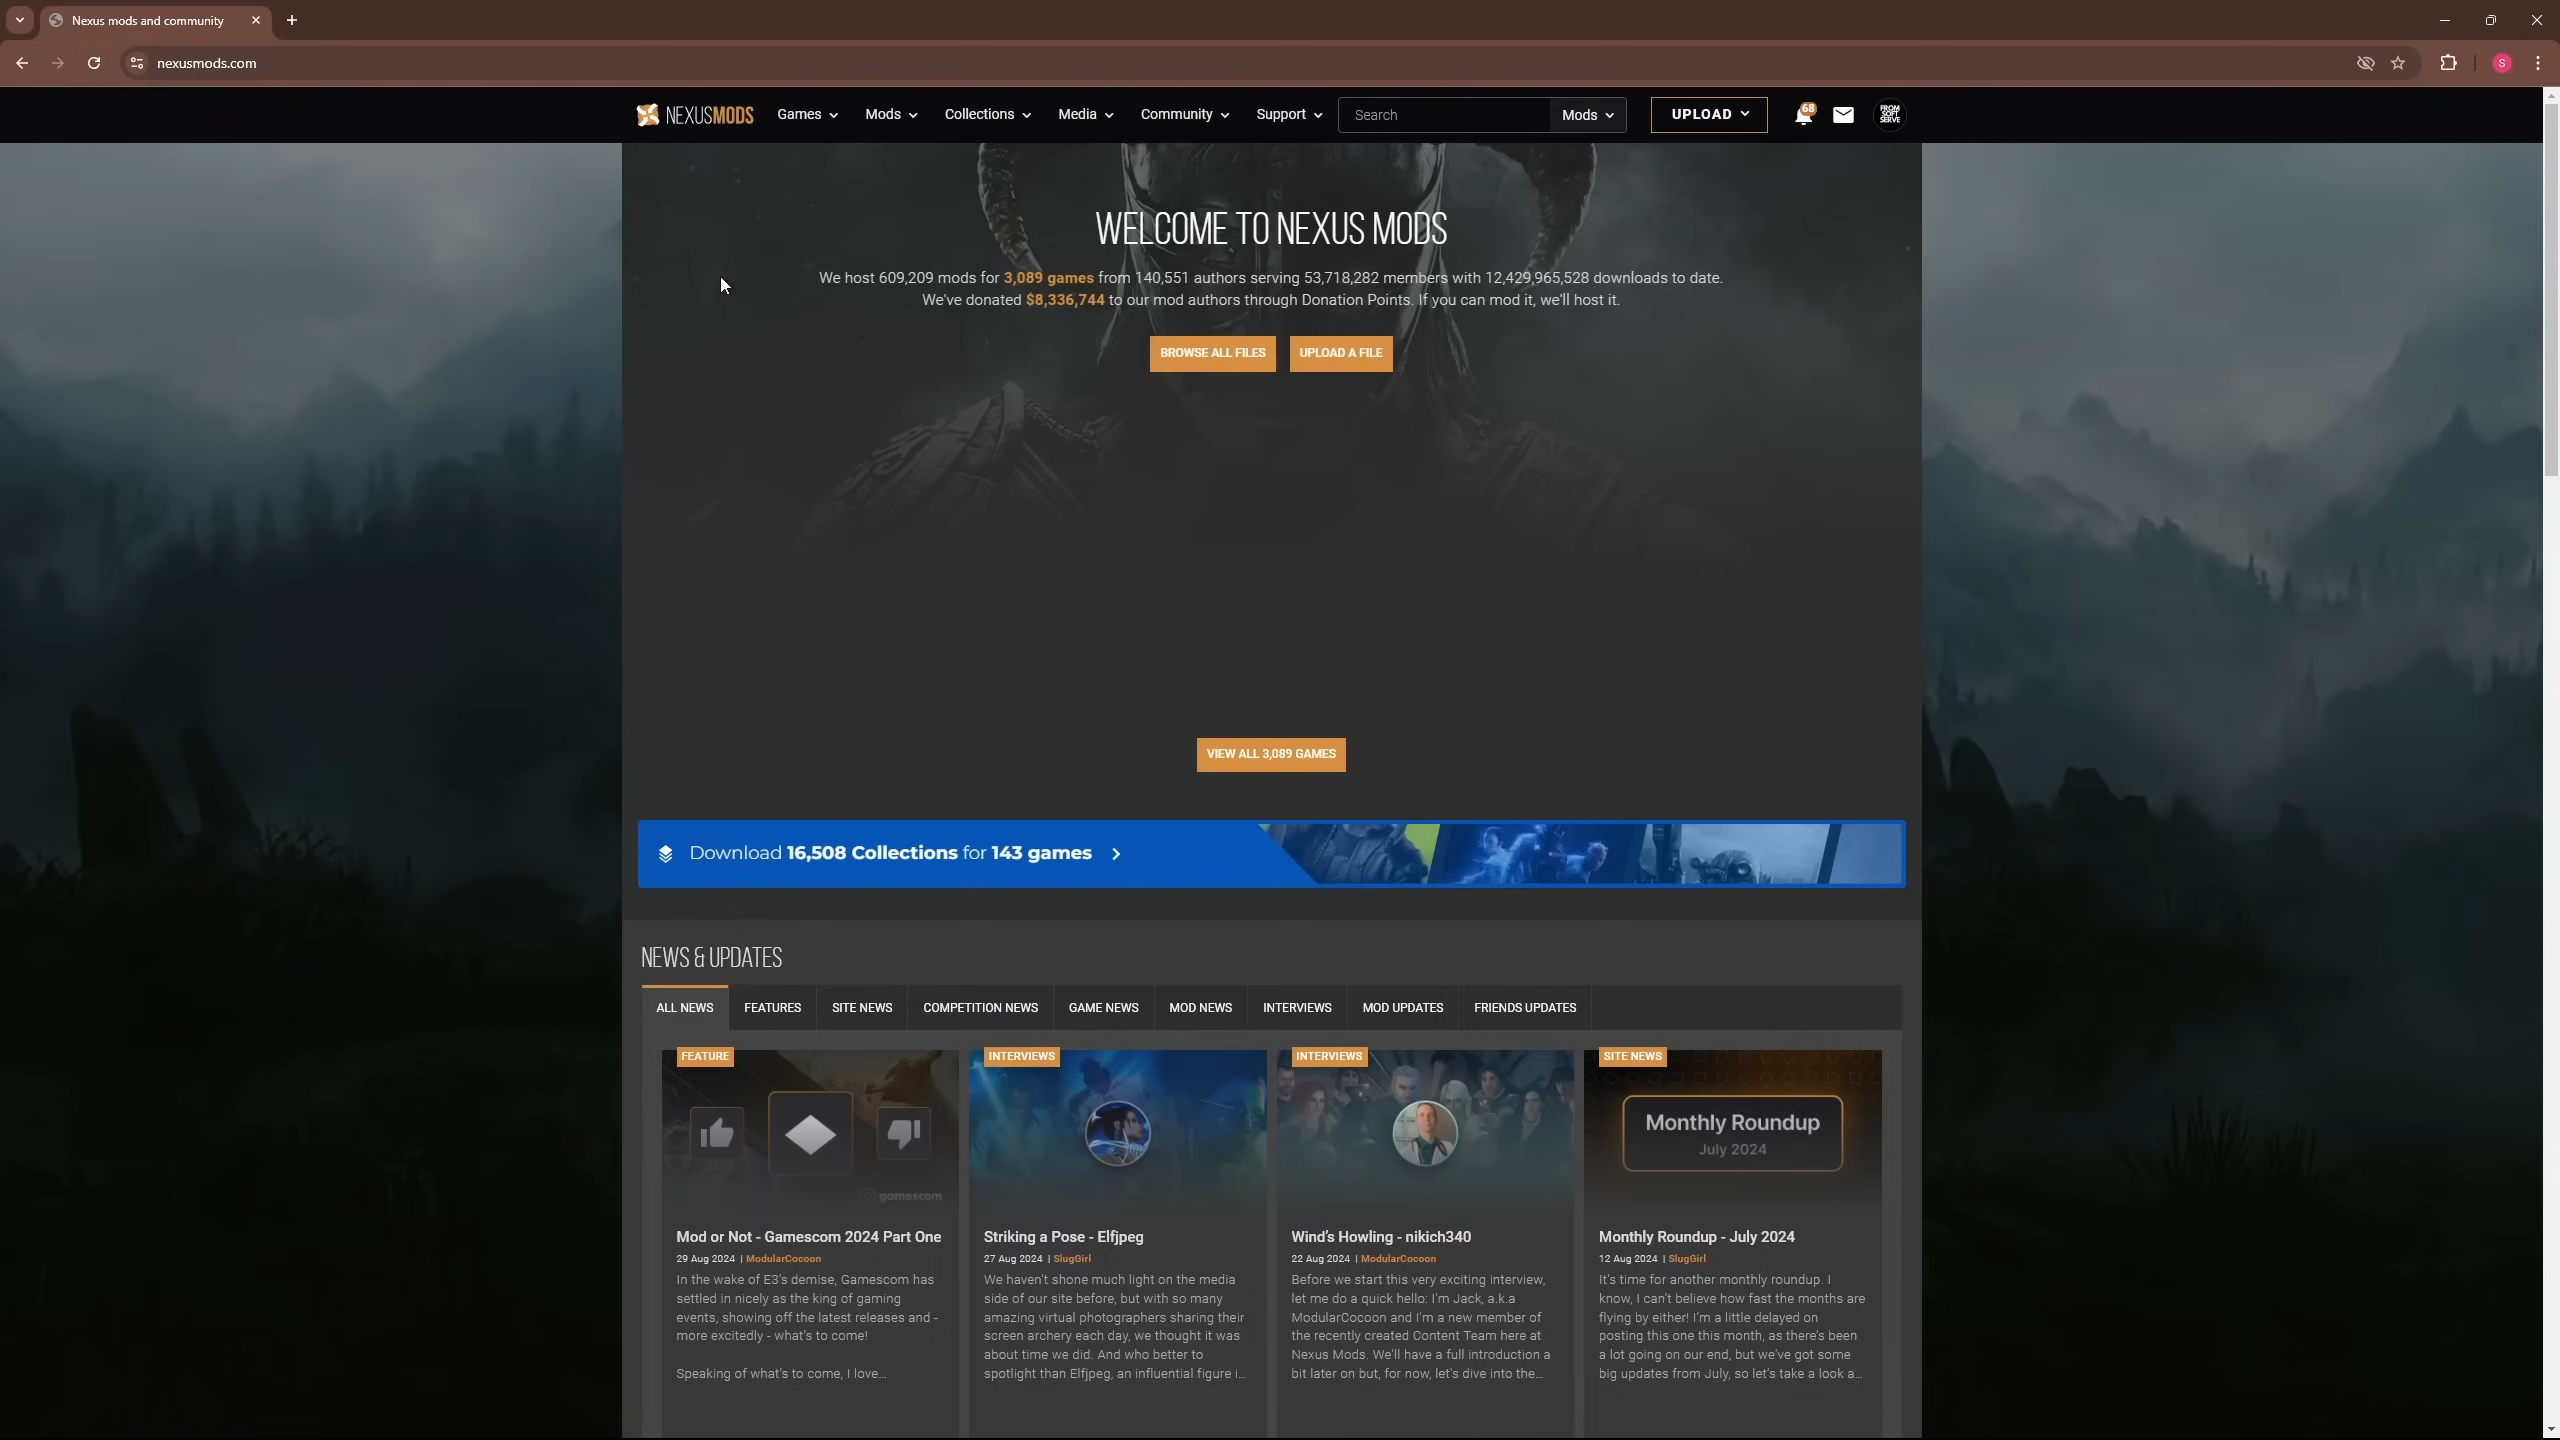 Nexus mods and community
nexusmods.com
S
NEXUSMODS
Games
Mods
Collections
Media
Community
Support
Search
Mods
UPLOAD
68
FROM
SOFT
SERVE
WELCOME TO NEXUS MODS
We host 609,209 mods for 3,089 games from 140,551 authors serving 53,718,282 members with 12,429,965,528 downloads to date.
We've donated $8,336,744 to our mod authors through Donation Points. If you can mod it, we'll host it.
BROWSE ALL FILES
UPLOAD A FILE
VIEW ALL 3,089 GAMES
Download 16,508 Collections for 143 games
NEWS & UPDATES
ALL NEWS
FEATURES
SITE NEWS
COMPETITION NEWS
GAME NEWS
MOD NEWS
INTERVIEWS
MOD UPDATES
FRIENDS UPDATES
FEATURE
gamescom
Mod or Not - Gamescom 2024 Part One
29 Aug 2024 | ModularCocoon
In the wake of E3's demise, Gamescom has
settled in nicely as the king of gaming
events, showing off the latest releases and -
more excitedly - what's to come!
Speaking of what's to come, I love...
INTERVIEWS
Striking a Pose - Elfjpeg
27 Aug 2024 | SlugGirl
We haven't shone much light on the media
side of our site before, but with so many
amazing virtual photographers sharing their
screen archery each day, we thought it was
about time we did. And who better to
spotlight than Elfjpeg, an influential figure i...
INTERVIEWS
Wind's Howling - nikich340
22 Aug 2024 | ModularCocoon
Before we start this very exciting interview,
let me do a quick hello: I'm Jack, a.k.a
ModularCocoon and I'm a new member of
the recently created Content Team here at
Nexus Mods. We'll have a full introduction a
bit later on but, for now, let's dive into the...
SITE NEWS
Monthly Roundup
July 2024
Monthly Roundup - July 2024
12 Aug 2024 | SlugGirl
It's time for another monthly roundup. I
know, I can't believe how fast the months are
flying by either! I'm a little delayed on
posting this one this month, as there's been
a lot going on our end, but we've got some
big updates from July, so let's take a look a...